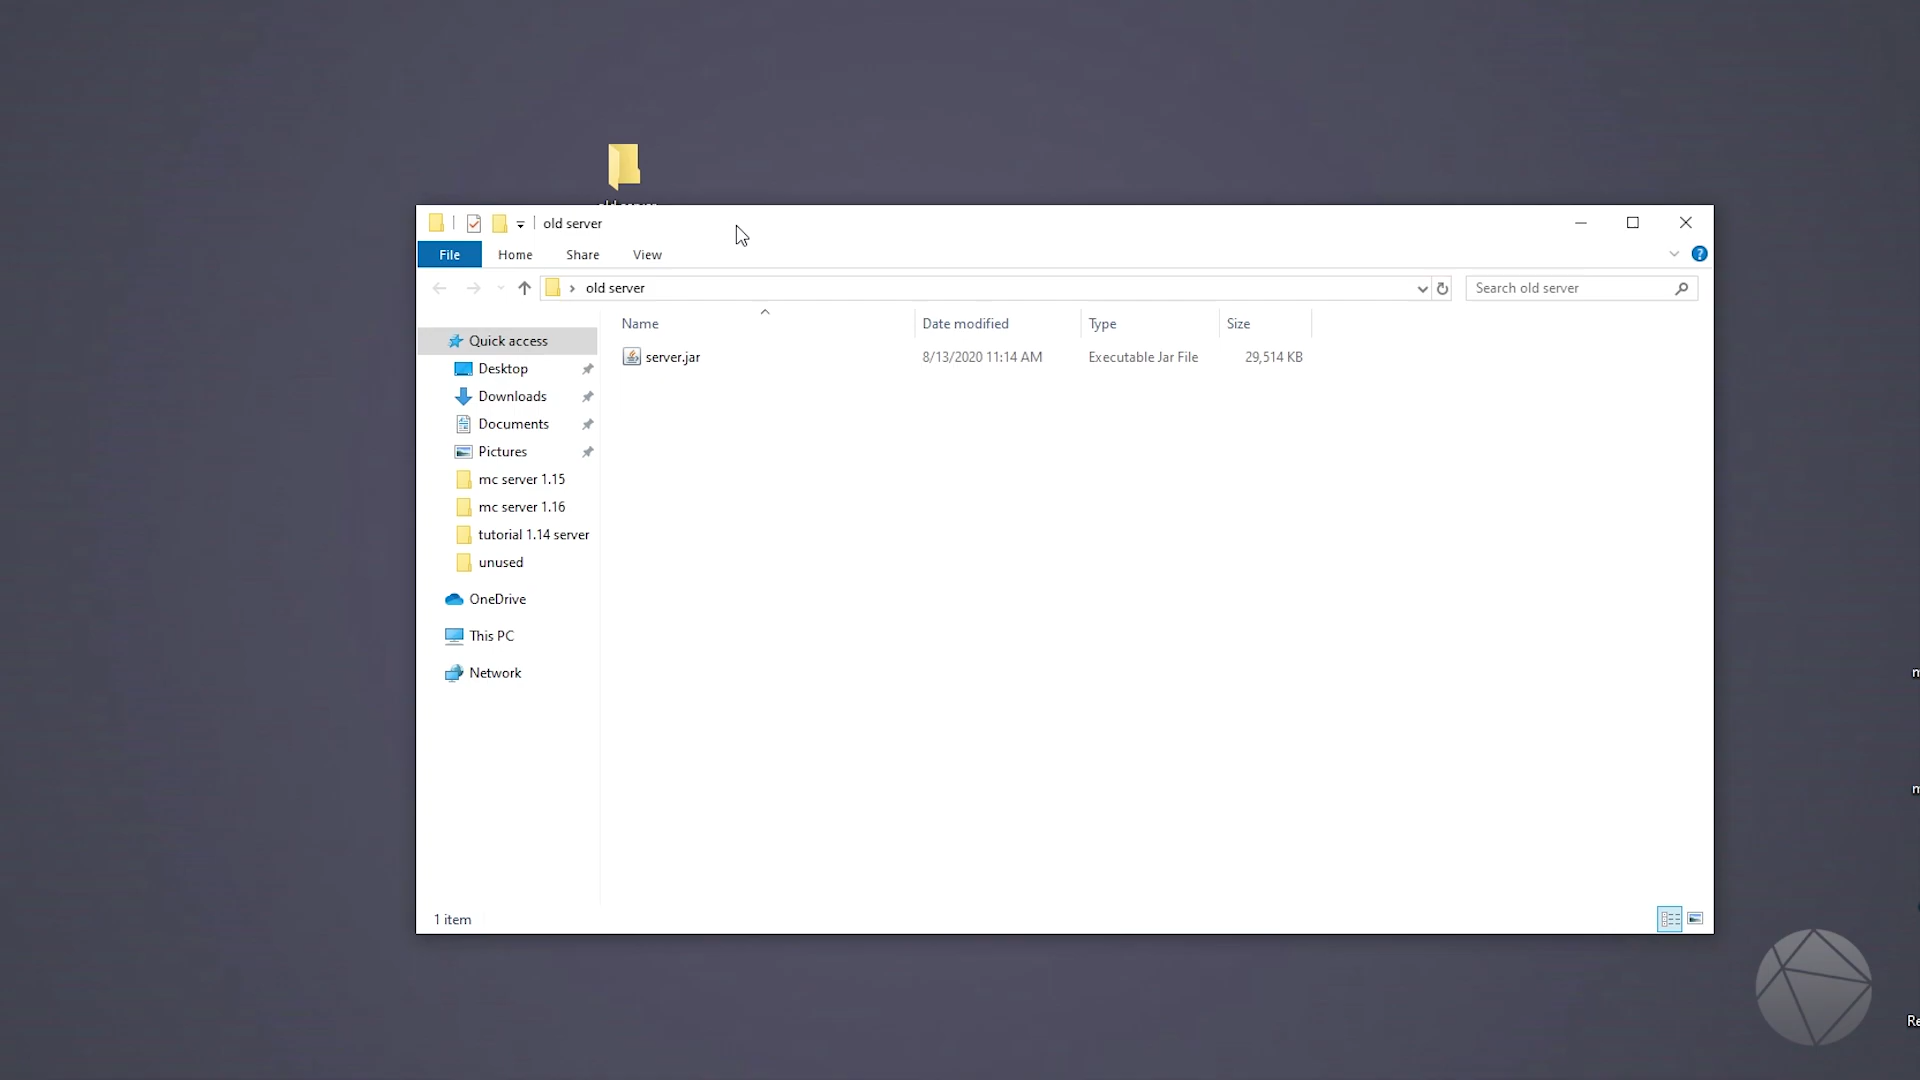 old server
File Home Share View
old server
Search old server
Name Date modified Type Size
server.jar 8/13/2020 11:14 AM Executable Jar File 29,514 KB
Quick access
Desktop
Downloads
Documents
Pictures
mc server 1.15
mc server 1.16
tutorial 1.14 server
unused
OneDrive
This PC
Network
1 item